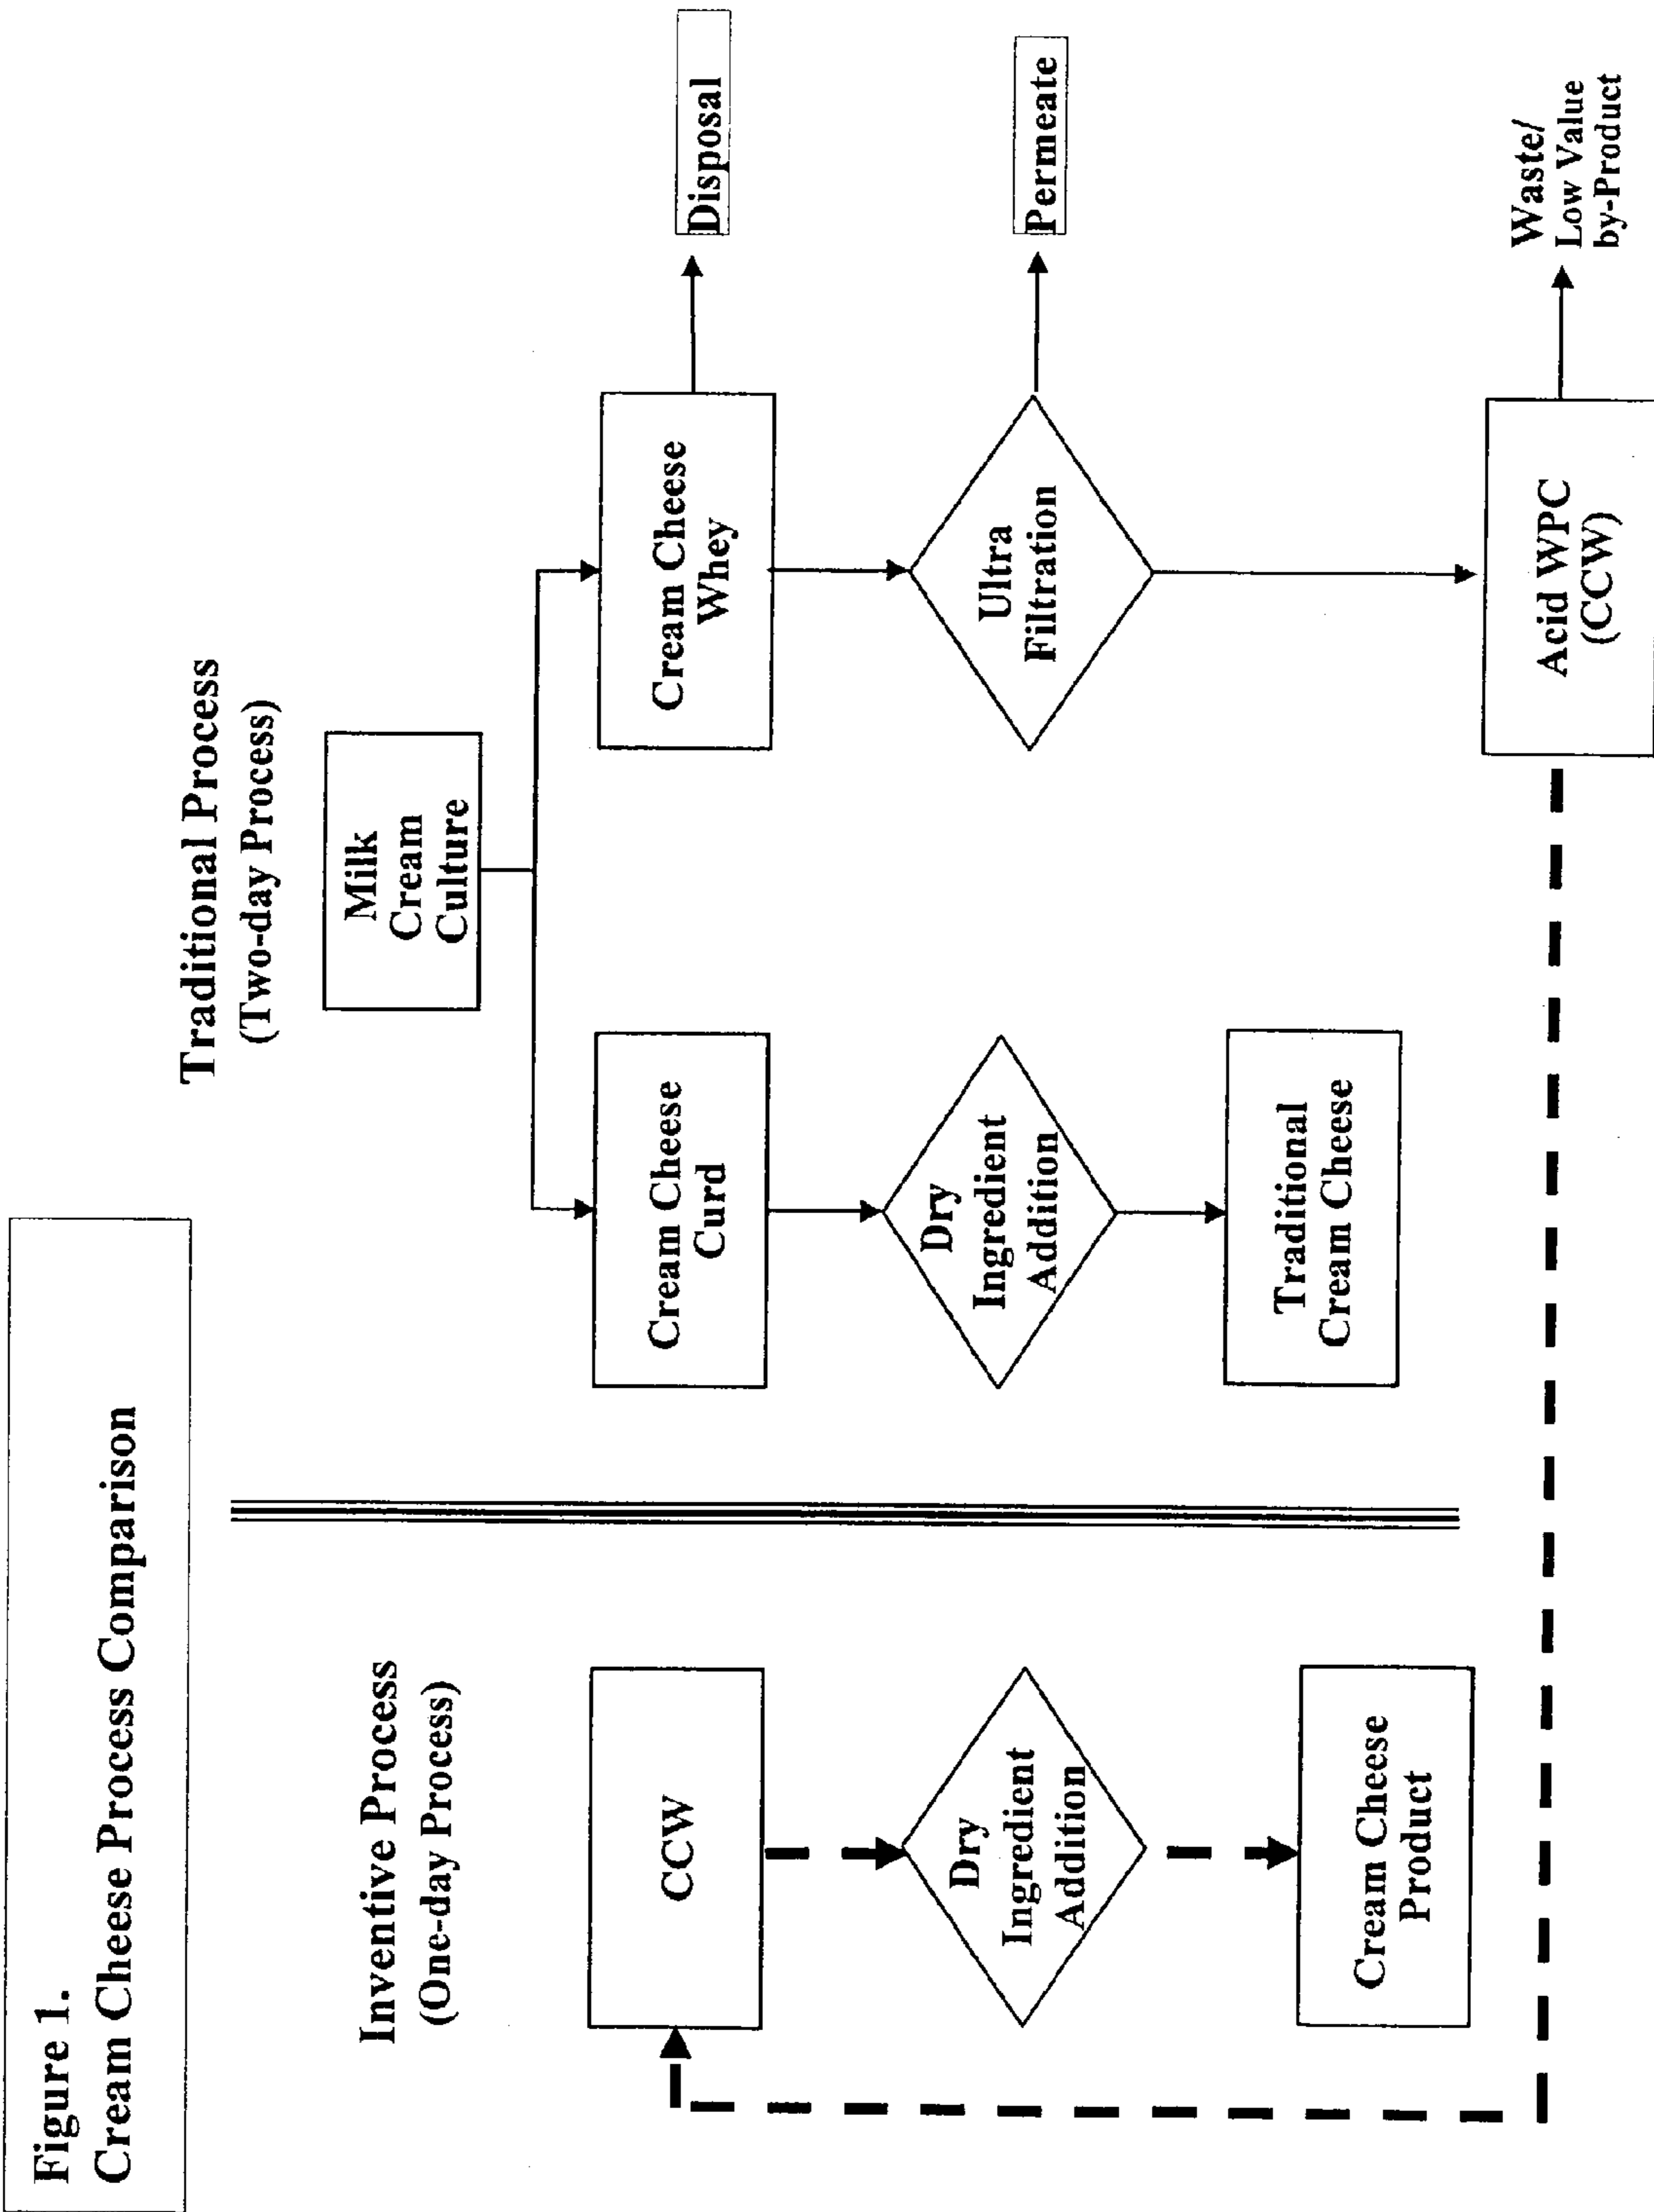 Figure 1.
Cream Cheese Process Comparison
Inventive Process
(One-day Process)
CCW
Dry
Ingredient
Addition
Cream Cheese
Product
Traditional Process
(Two-day Process)
Milk
Cream
Culture
Cream Cheese
Curd
Dry
Ingredient
Addition
Traditional
Cream Cheese
Cream Cheese
Whey
Disposal
Ultra
Filtration
Permeate
Acid WPC
(CCW)
Waste/
Low Value
by-Product